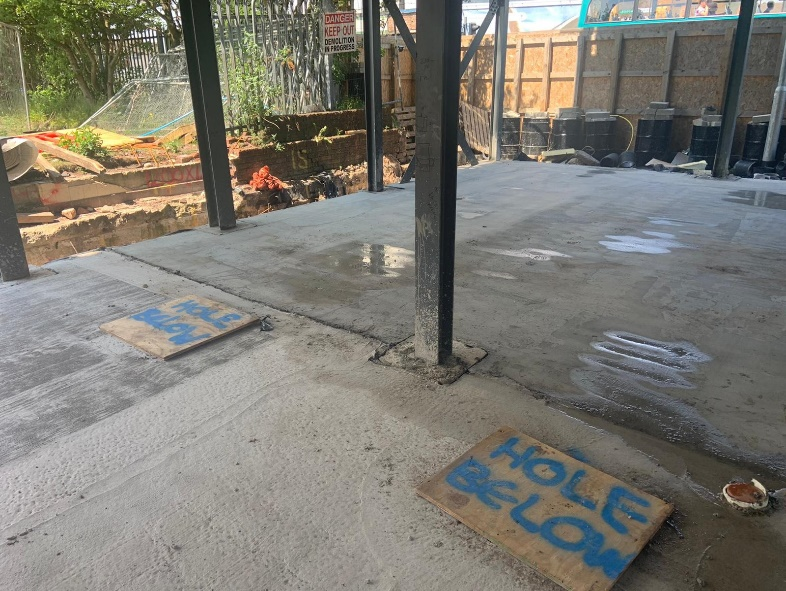 DANGER
KEEP OUT
DEMOLITION
IN PROGRESS
HOLE
BELOW
HOLE
BELOW